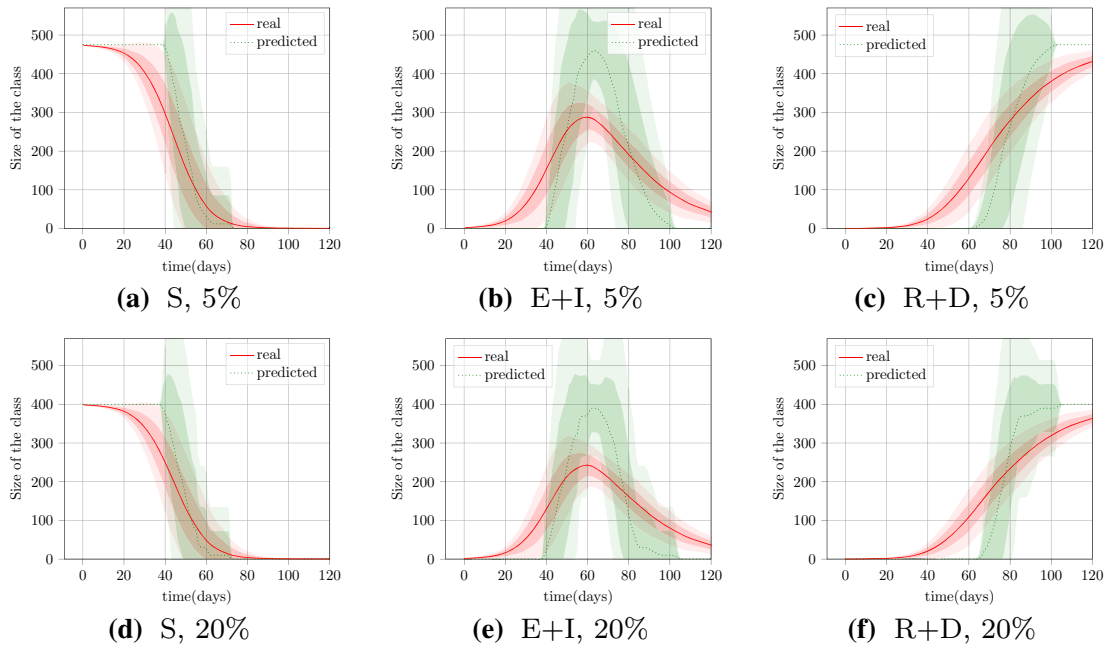 real
predicted
Size of the class
500
400
300
200
100
0
0 20 40 60 80 100 120
time(days)
(a) S, 5%
real
predicted
Size of the class
500
400
300
200
100
0
0 20 40 60 80 100 120
time(days)
(b) E+I, 5%
real
predicted
Size of the class
500
400
300
200
100
0
0 20 40 60 80 100 120
time(days)
(c) R+D, 5%
real
predicted
Size of the class
500
400
300
200
100
0
0 20 40 60 80 100 120
time(days)
(d) S, 20%
real
predicted
Size of the class
500
400
300
200
100
0
0 20 40 60 80 100 120
time(days)
(e) E+I, 20%
real
predicted
Size of the class
500
400
300
200
100
0
0 20 40 60 80 100 120
time(days)
(f) R+D, 20%